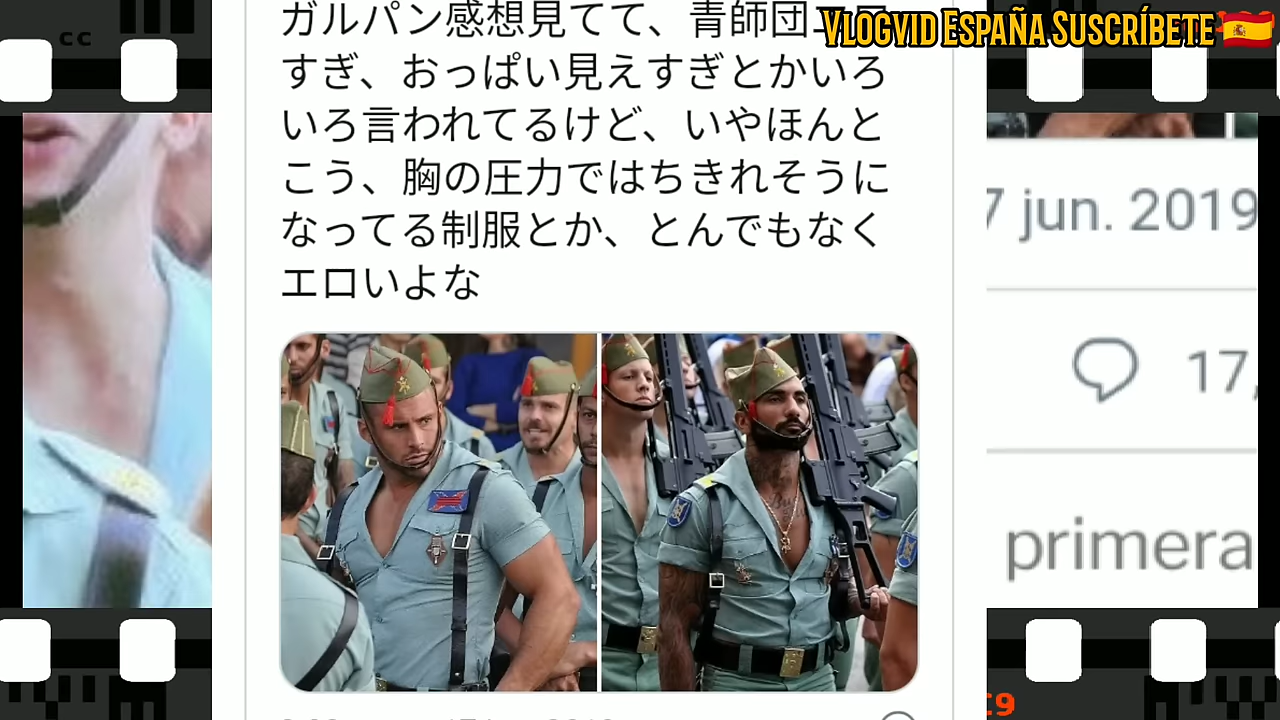 VLOGVID ESPAÑA SUSCRÍBETE
ガルパン感想見てて、青師団エロ
すぎ、おっぱい見えすぎとかいろ
いろ言われてるけど、いやほんと
こう、胸の圧力ではちきれそうに
なってる制服とか、とんでもなく
エロいよな
cc
7 jun. 2019
17,
primera